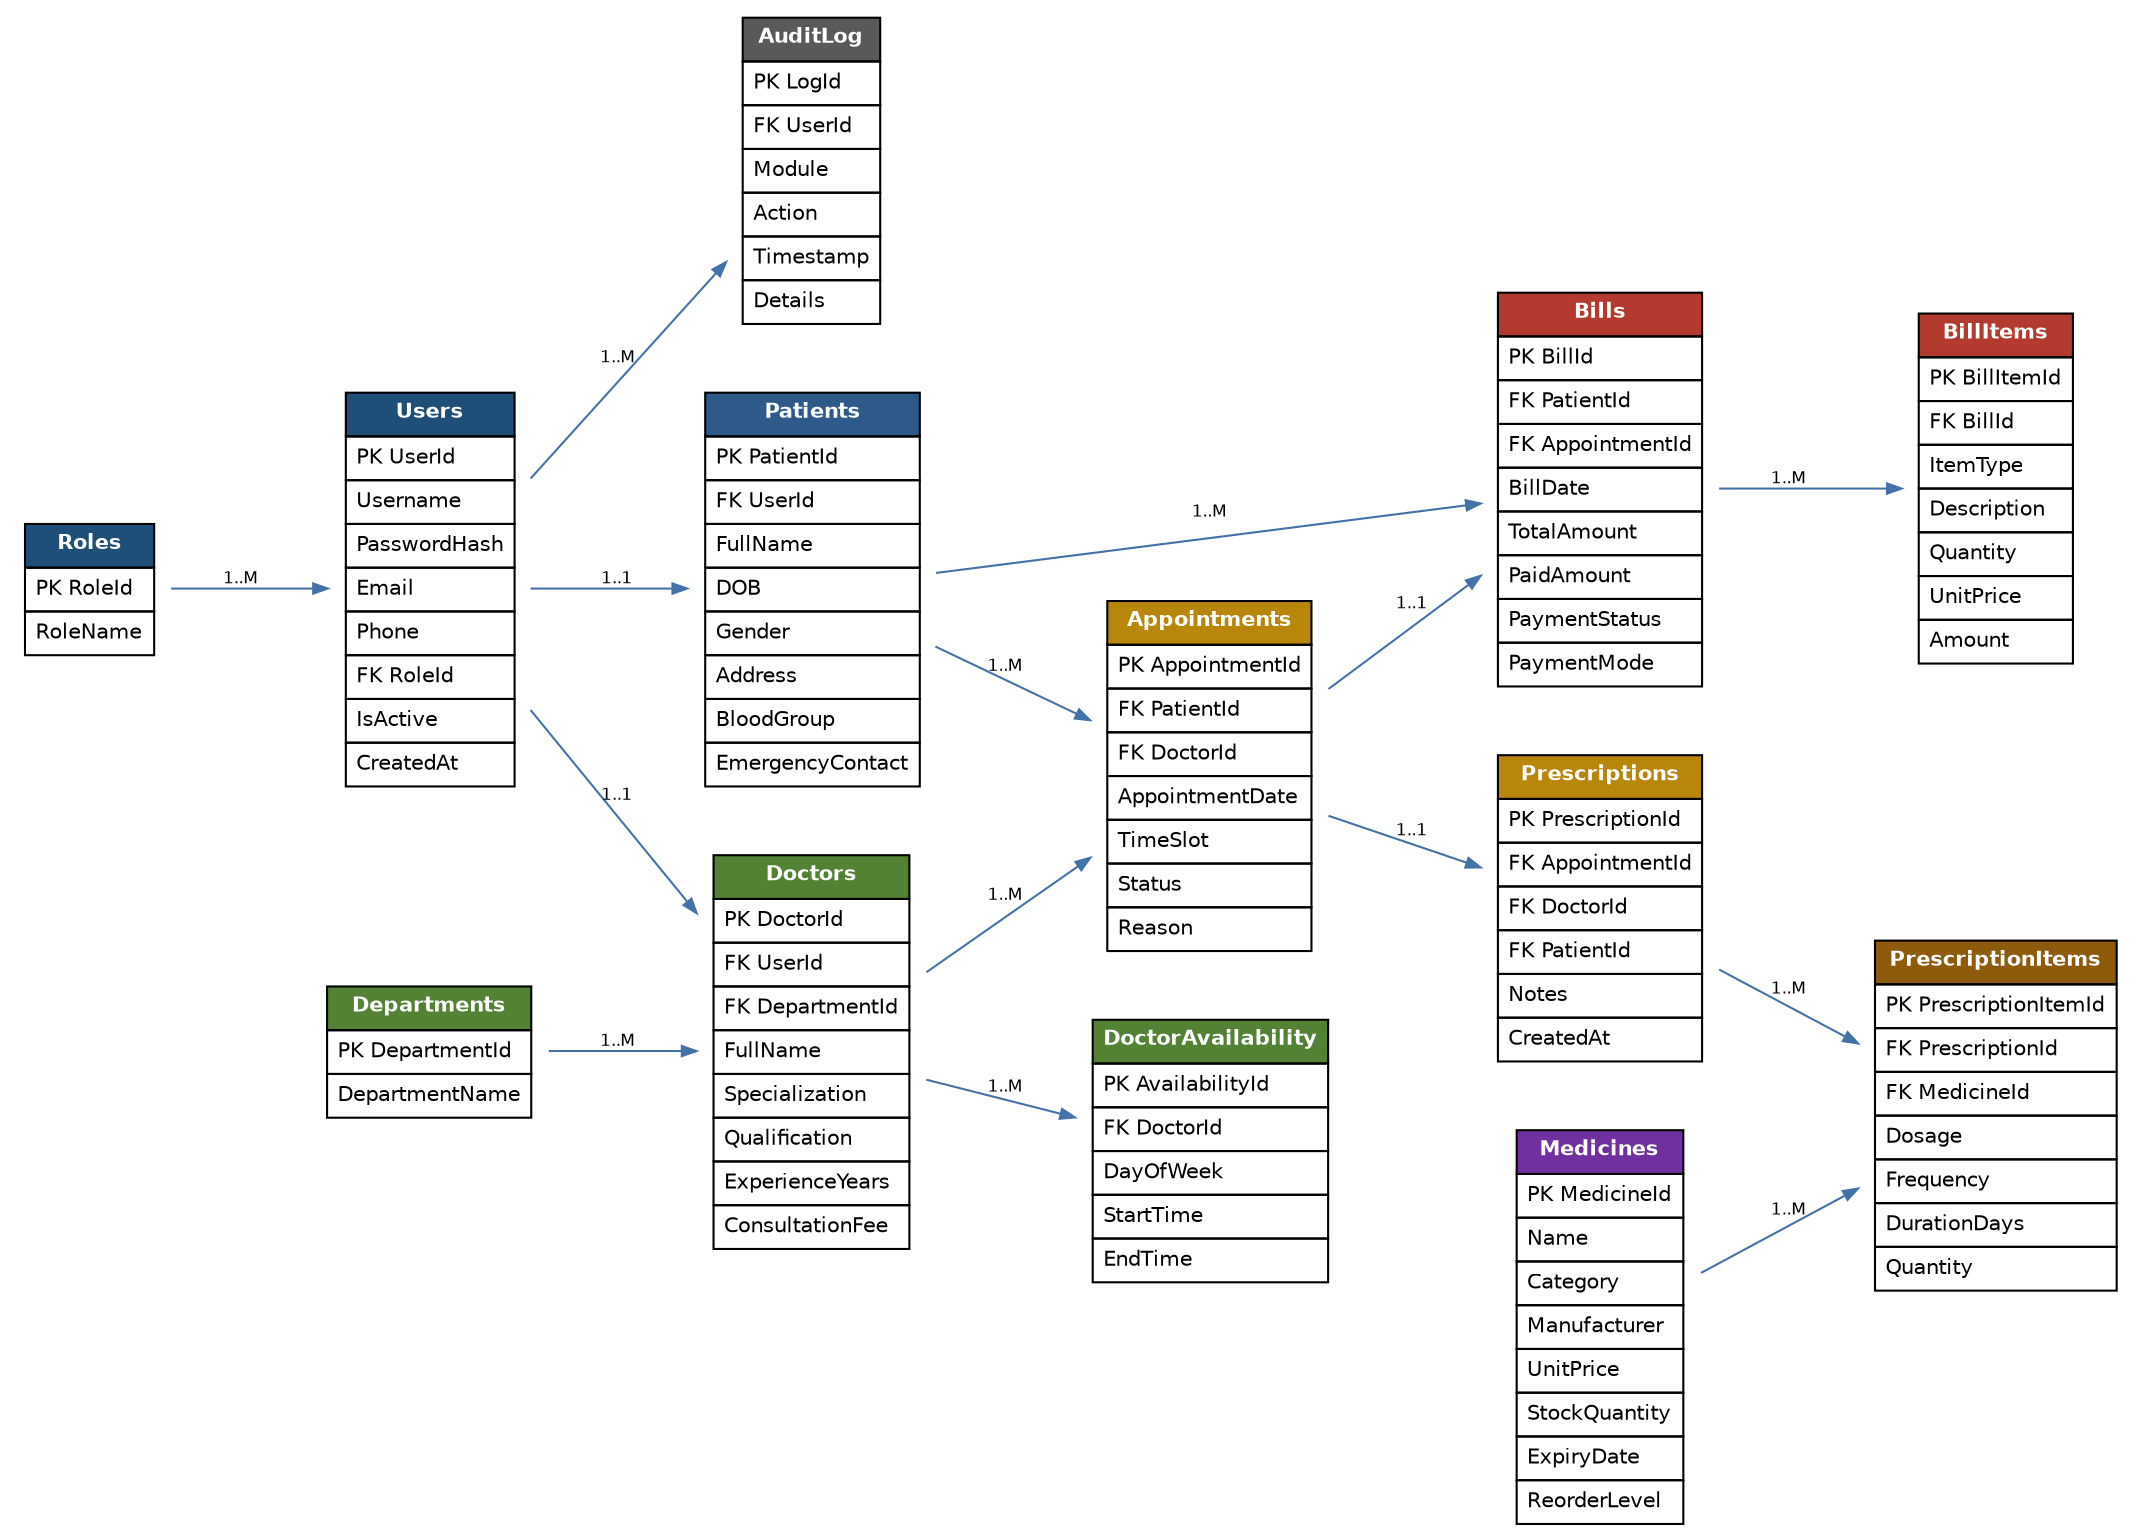 AuditLog
PK LogId
FK UserId
Module
Action
Timestamp
Details
Roles
PK RoleId
RoleName
1..M
Users
PK UserId
Username
PasswordHash
Email
Phone
FK RoleId
IsActive
CreatedAt
1..M
1..1
1..1
Patients
PK PatientId
FK UserId
FullName
DOB
Gender
Address
BloodGroup
EmergencyContact
1..M
1..M
Departments
PK DepartmentId
DepartmentName
1..M
Doctors
PK DoctorId
FK UserId
FK DepartmentId
FullName
Specialization
Qualification
ExperienceYears
ConsultationFee
1..M
1..M
Appointments
PK AppointmentId
FK PatientId
FK DoctorId
AppointmentDate
TimeSlot
Status
Reason
1..1
1..1
DoctorAvailability
PK AvailabilityId
FK DoctorId
DayOfWeek
StartTime
EndTime
Bills
PK BillId
FK PatientId
FK AppointmentId
BillDate
TotalAmount
PaidAmount
PaymentStatus
PaymentMode
1..M
BillItems
PK BillItemId
FK BillId
ItemType
Description
Quantity
UnitPrice
Amount
Prescriptions
PK PrescriptionId
FK AppointmentId
FK DoctorId
FK PatientId
Notes
CreatedAt
1..M
Medicines
PK MedicineId
Name
Category
Manufacturer
UnitPrice
StockQuantity
ExpiryDate
ReorderLevel
1..M
PrescriptionItems
PK PrescriptionItemId
FK PrescriptionId
FK MedicineId
Dosage
Frequency
DurationDays
Quantity